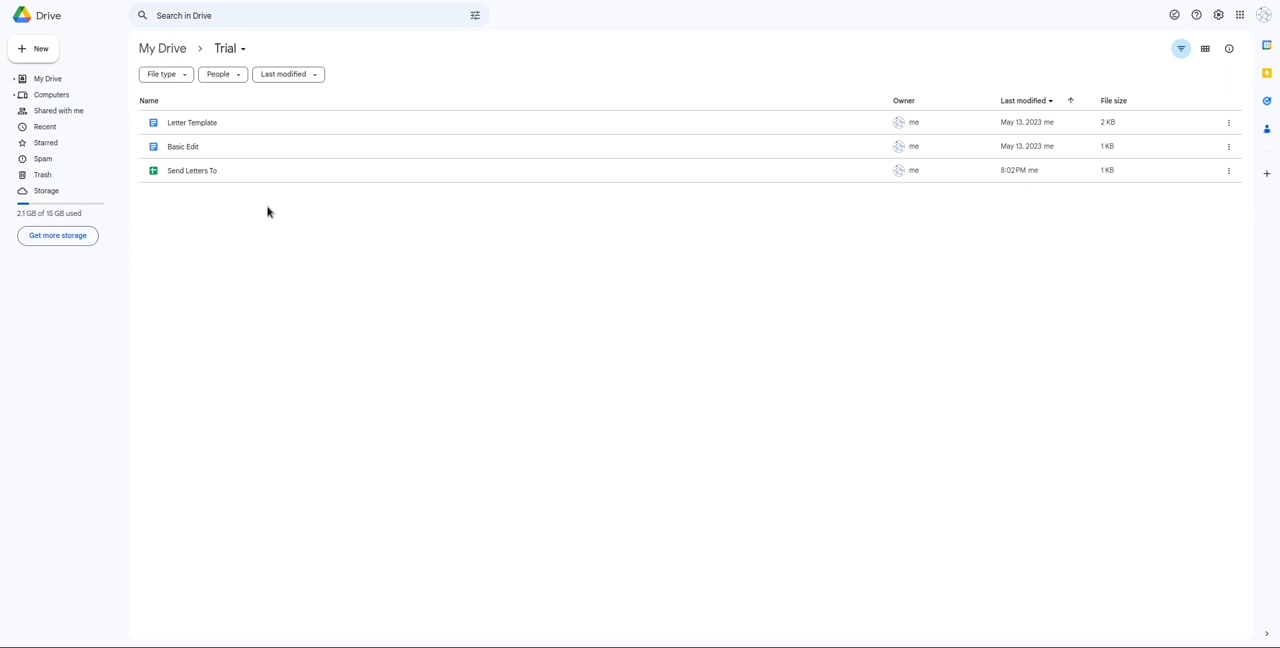 Drive
Search in Drive
New
My Drive
Computers
Shared with me
Recent
Starred
Spam
Trash
Storage
2.1 GB of 15 GB used
Get more storage
My Drive > Trial
File type
People
Last modified
Name Owner Last modified File size
Letter Template me May 13, 2023 me 2 KB
Basic Edit me May 13, 2023 me 1 KB
Send Letters To me 8:02 PM me 1 KB